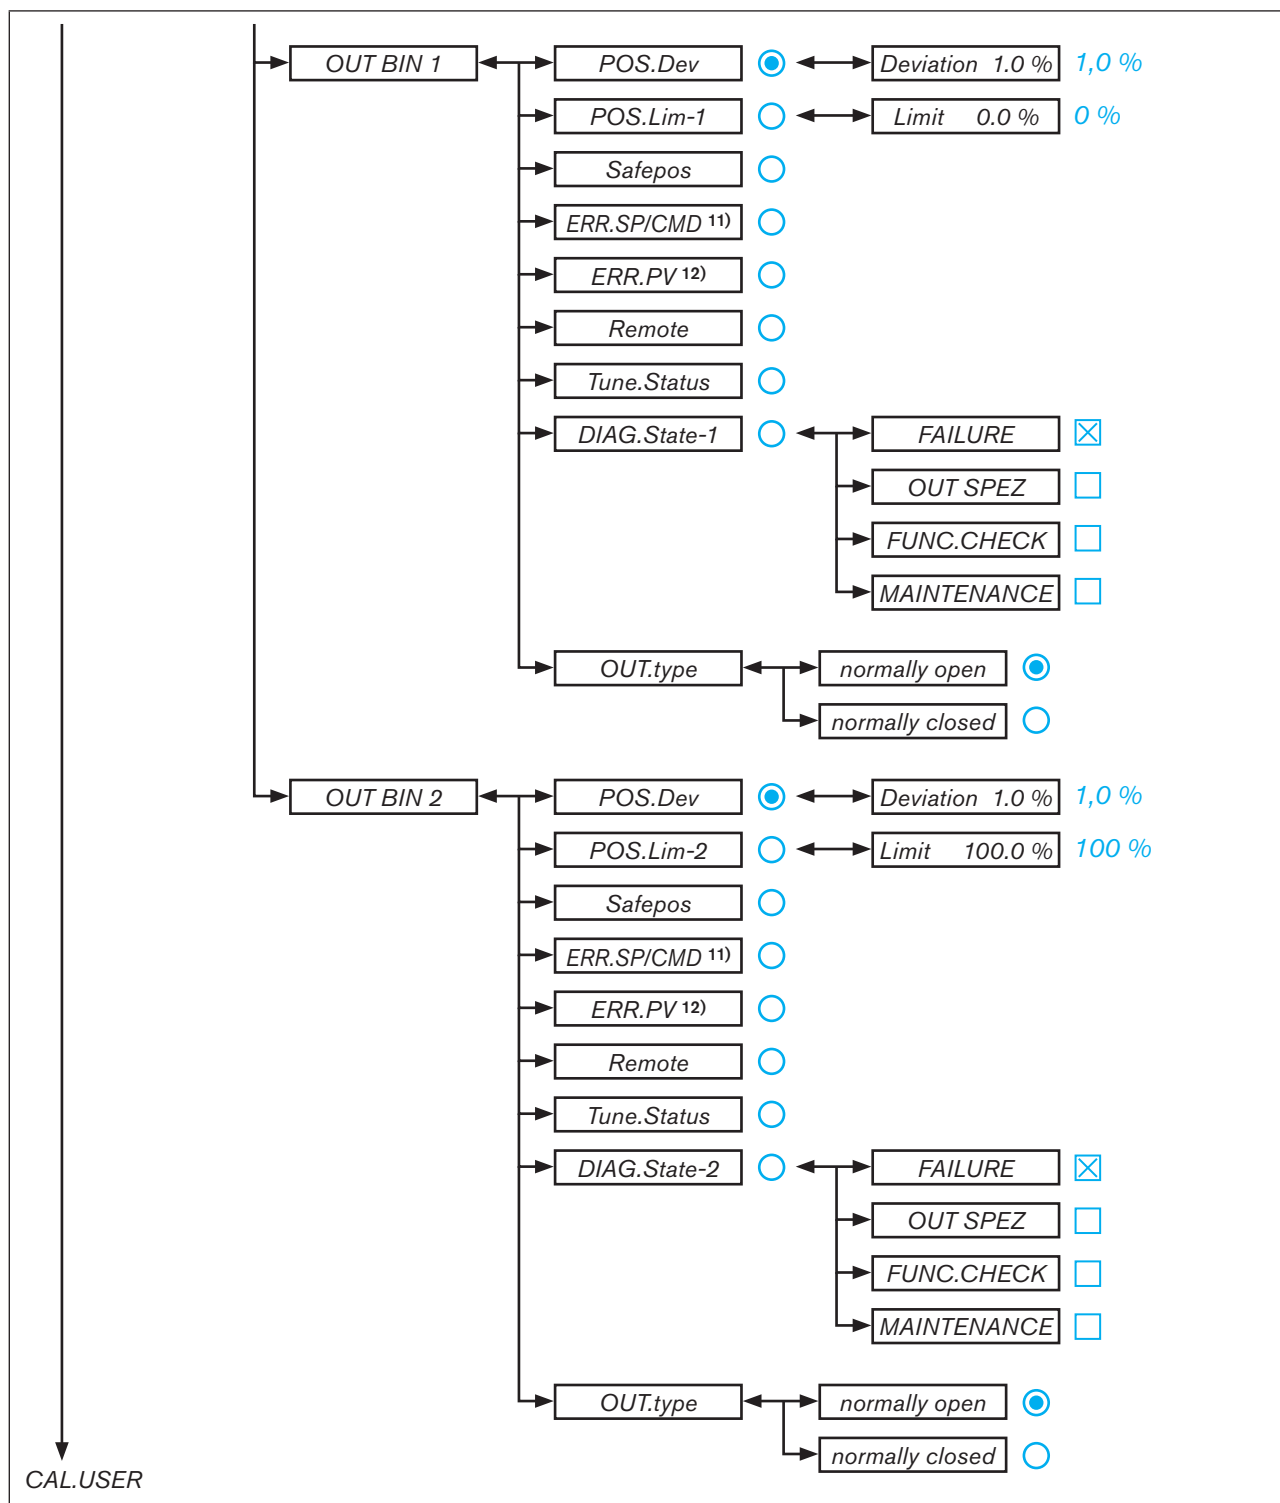 OUT BIN 1 POS.Dev Deviation 1.0 % 1,0 %
POS.Lim-1 Limit 0.0 % 0 %
Safepos
ERR.SP/CMD 11)
ERR.PV 12)
Remote
Tune.Status
DIAG.State-1 FAILURE
OUT SPEZ
FUNC.CHECK
MAINTENANCE
OUT.type normally open
normally closed
OUT BIN 2 POS.Dev Deviation 1.0 % 1,0 %
POS.Lim-2 Limit 100.0 % 100 %
Safepos
ERR.SP/CMD 11)
ERR.PV 12)
Remote
Tune.Status
DIAG.State-2 FAILURE
OUT SPEZ
FUNC.CHECK
MAINTENANCE
OUT.type normally open
normally closed
CAL.USER